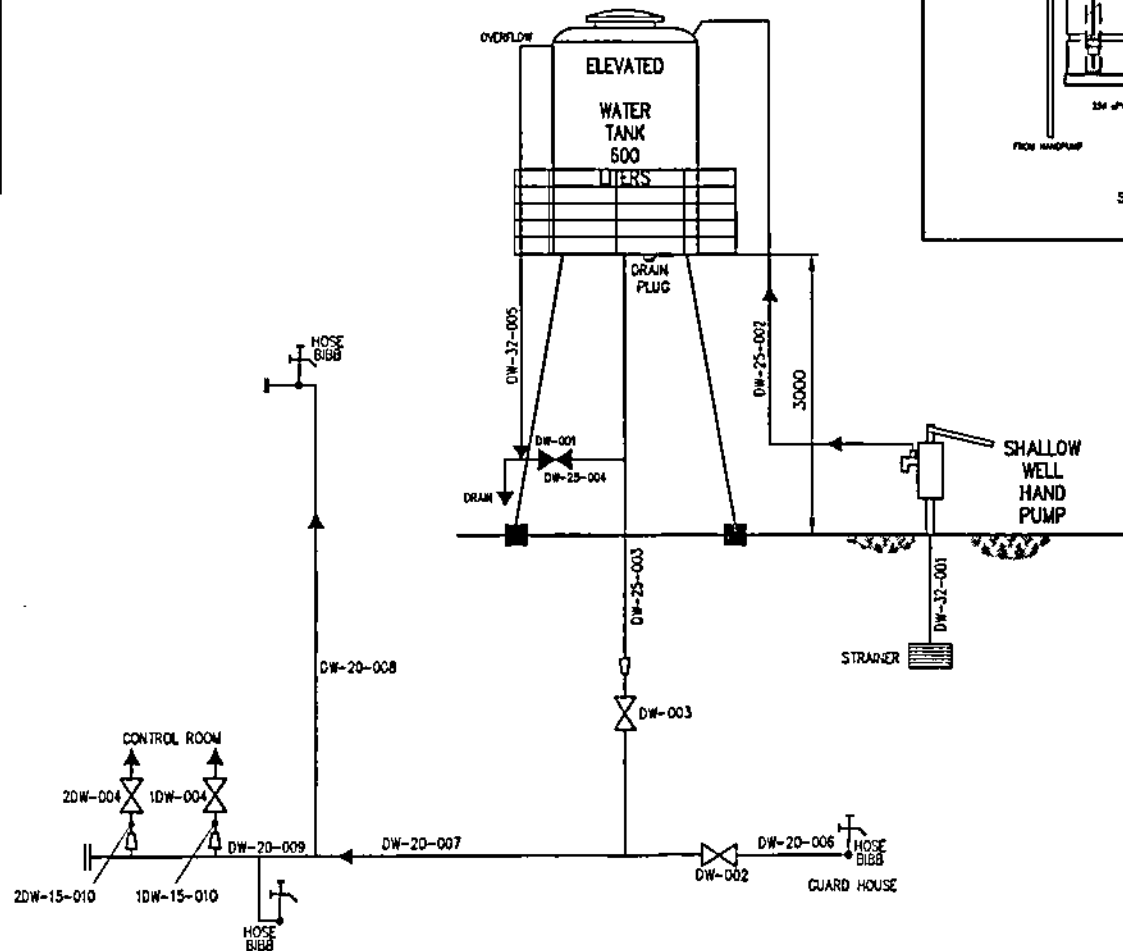 OVERFLOW
ELEVATED
WATER
TANK
600
LITERS
FROM HANDPUMP
DRAIN
PLUG
DW-32-005
DW-25-002
3000
HOSE
BIBB
DW-001
DW-25-004
DRAIN
SHALLOW
WELL
HAND
PUMP
DW-25-003
DW-32-001
STRAINER
DW-20-008
DW-003
CONTROL ROOM
2DW-004
1DW-004
DW-20-009
DW-20-007
DW-20-006
HOSE
BIBB
DW-002
GUARD HOUSE
2DW-15-010
1DW-15-010
HOSE
BIBB